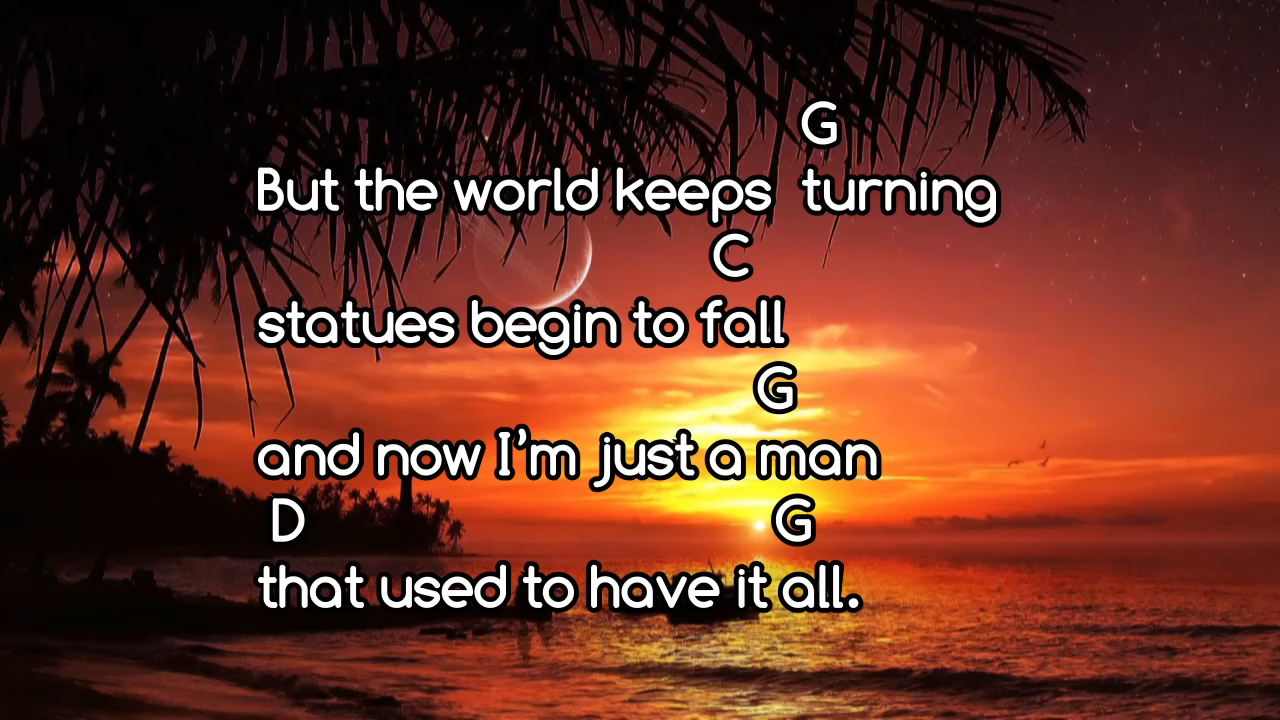 G
But the world keeps turning
C
statues begin to fall
G
and now I'm just a man
D G
that used to have it all.